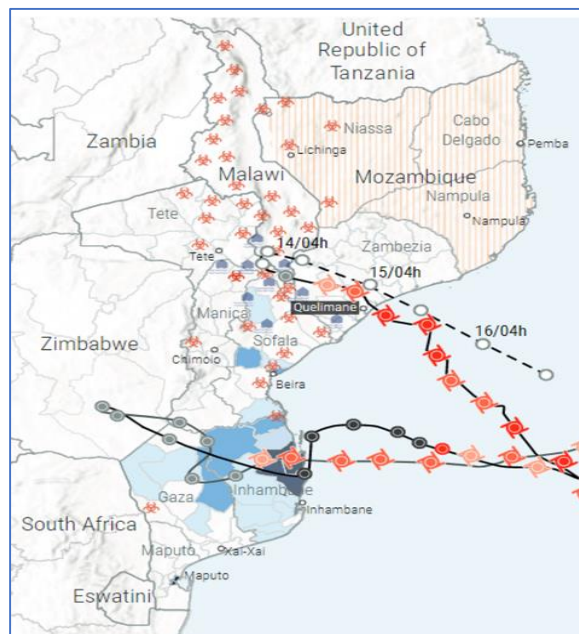 United
Republic of
Tanzania
Zambia
Niassa
Cabo
Delgado
Lichinga
Pemba
Malawi
Mozambique
Tete
Nampula
Nampula
Tete
14/04h
Zambezia
15/04h
Quelimane
Manica
16/04h
Zimbabwe
Sofala
Chimoio
Beira
Gaza
Inhambane
Inhambane
South Africa
Maputo
Xai-Xai
Maputo
Eswatini